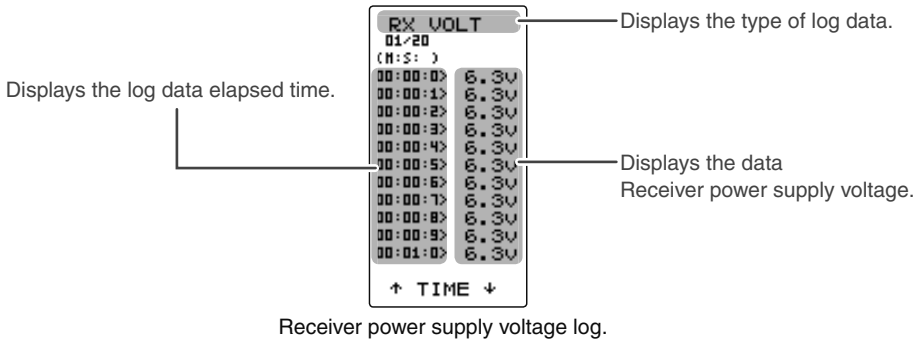 RX VOLT
01/20
(M:S: )
00:00:0> 6.3V
00:00:1> 6.3V
00:00:2> 6.3V
00:00:3> 6.3V
00:00:4> 6.3V
00:00:5> 6.3V
00:00:6> 6.3V
00:00:7> 6.3V
00:00:8> 6.3V
00:00:9> 6.3V
00:01:0> 6.3V
↑ TIME ↓
Displays the type of log data.
Displays the log data elapsed time.
Displays the data
Receiver power supply voltage.
Receiver power supply voltage log.